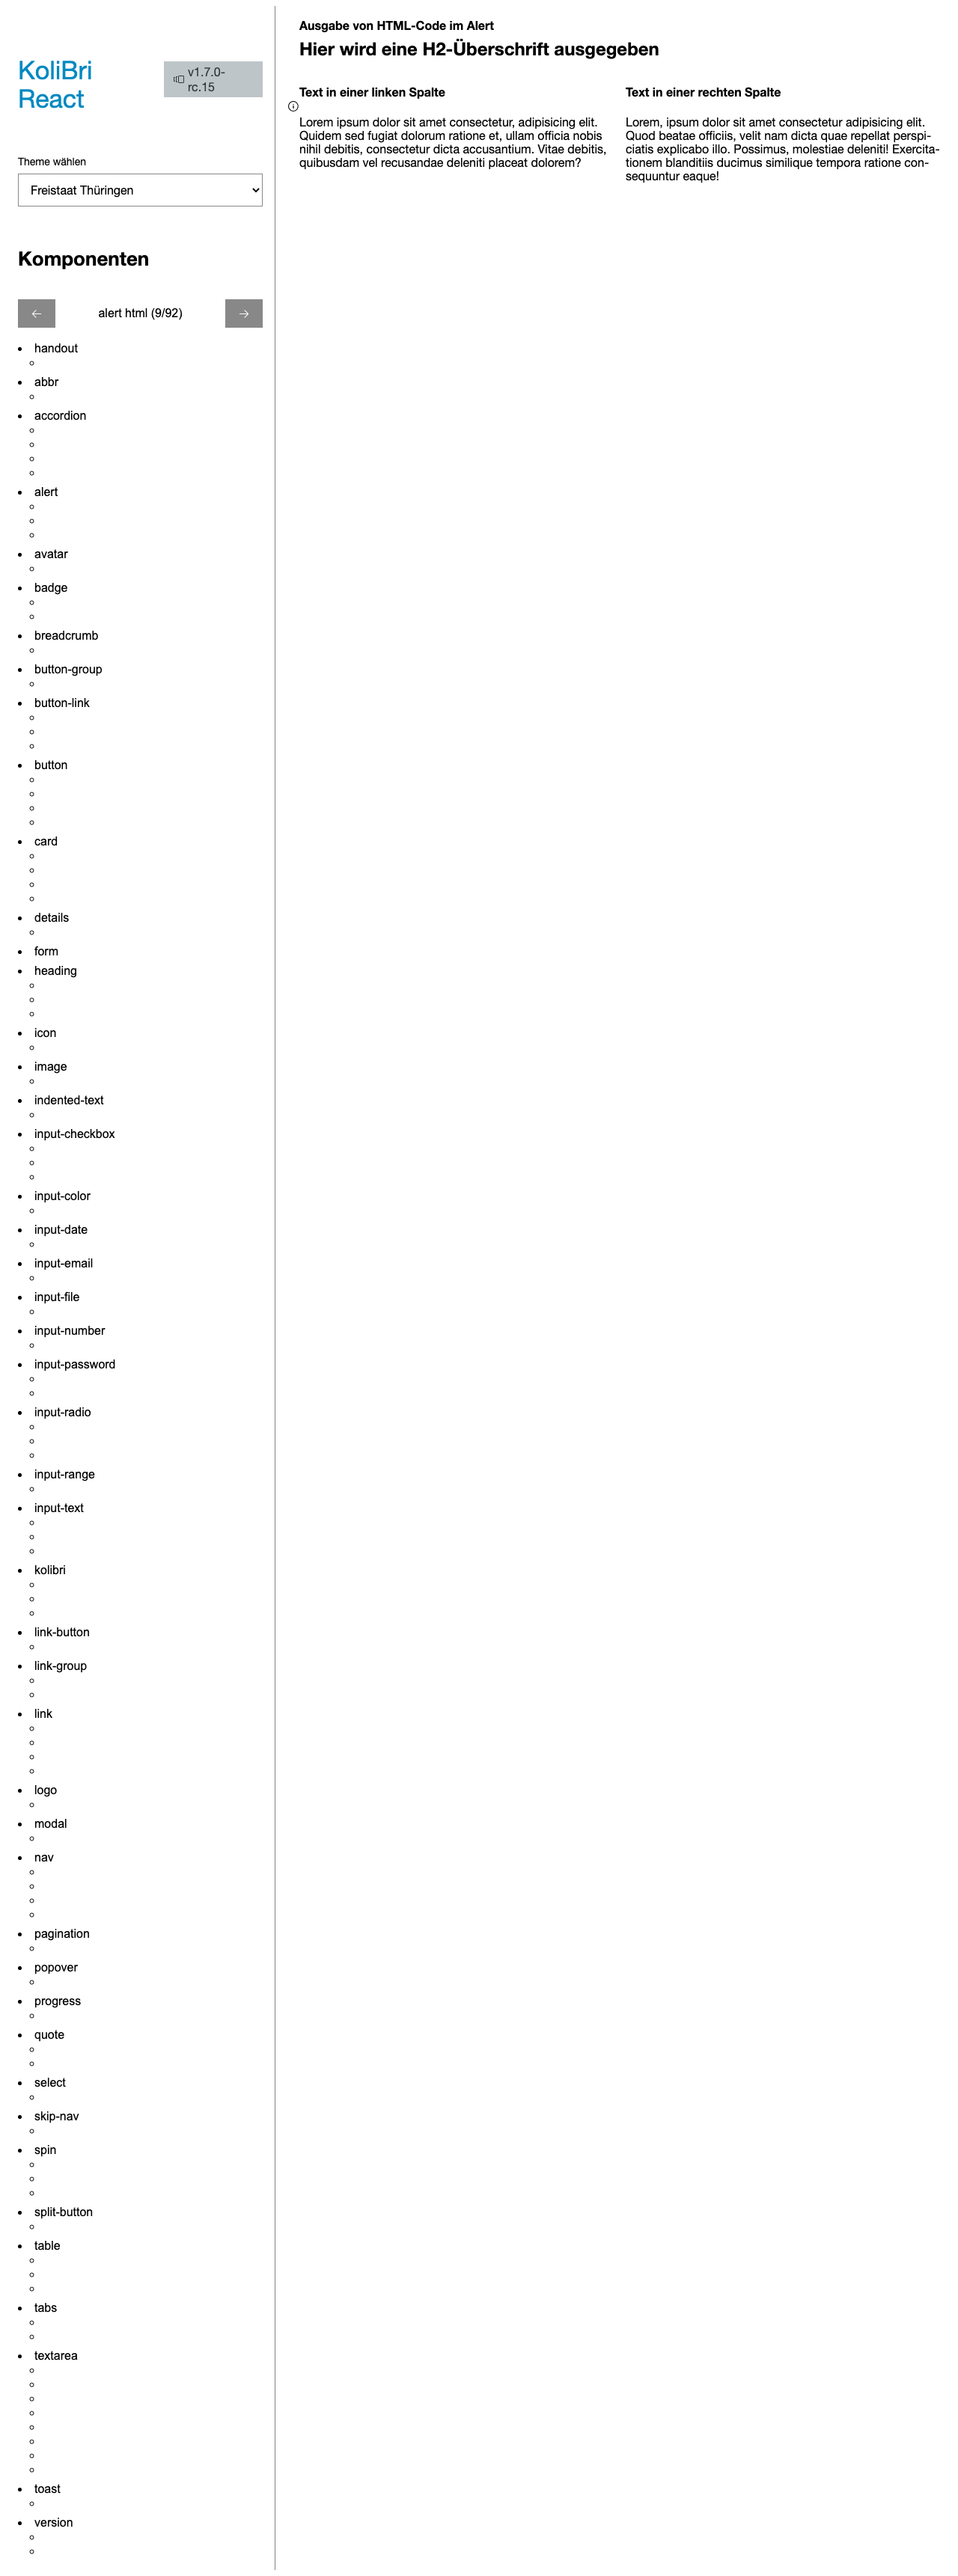 KoliBri
React
v1.7.0-
rc.15
Theme wählen
Freistaat Thüringen
Komponenten
alert html (9/92)
handout
abbr
accordion
alert
avatar
badge
breadcrumb
button-group
button-link
button
card
details
form
heading
icon
image
indented-text
input-checkbox
input-color
input-date
input-email
input-file
input-number
input-password
input-radio
input-range
input-text
kolibri
link-button
link-group
link
logo
modal
nav
pagination
popover
progress
quote
select
skip-nav
spin
split-button
table
tabs
textarea
toast
version
Ausgabe von HTML-Code im Alert
Hier wird eine H2-Überschrift ausgegeben
Text in einer linken Spalte
Lorem ipsum dolor sit amet consectetur, adipisicing elit.
Quidem sed fugiat dolorum ratione et, ullam officia nobis
nihil debitis, consectetur dicta accusantium. Vitae debitis,
quibusdam vel recusandae deleniti placeat dolorem?
Text in einer rechten Spalte
Lorem, ipsum dolor sit amet consectetur adipisicing elit.
Quod beatae officiis, velit nam dicta quae repellat perspi-
ciatis explicabo illo. Possimus, molestiae deleniti! Exercita-
tionem blanditiis ducimus similique tempora ratione con-
sequuntur eaque!